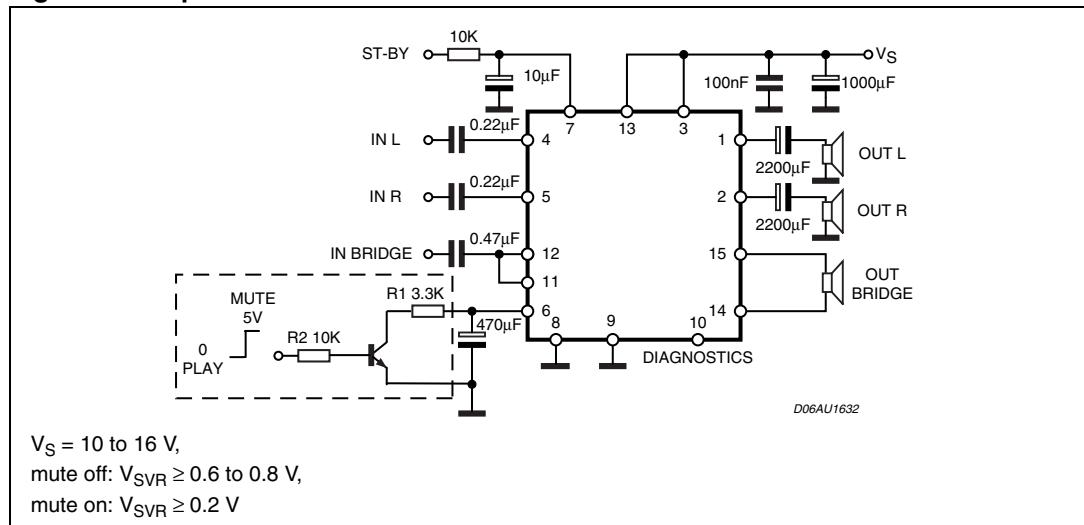 10K
ST-BY
VS
10µF
100nF
1000µF
7
13
3
0.22µF
IN L
4
1
OUT L
2200µF
0.22µF
IN R
5
2
OUT R
2200µF
0.47µF
IN BRIDGE
12
15
OUT
BRIDGE
11
MUTE
5V
R1 3.3K
6
14
470µF
8
9
10
R2 10K
0
PLAY
DIAGNOSTICS
D06AU1632
VS = 10 to 16 V,
mute off: VSVR ≥ 0.6 to 0.8 V,
mute on: VSVR ≥ 0.2 V